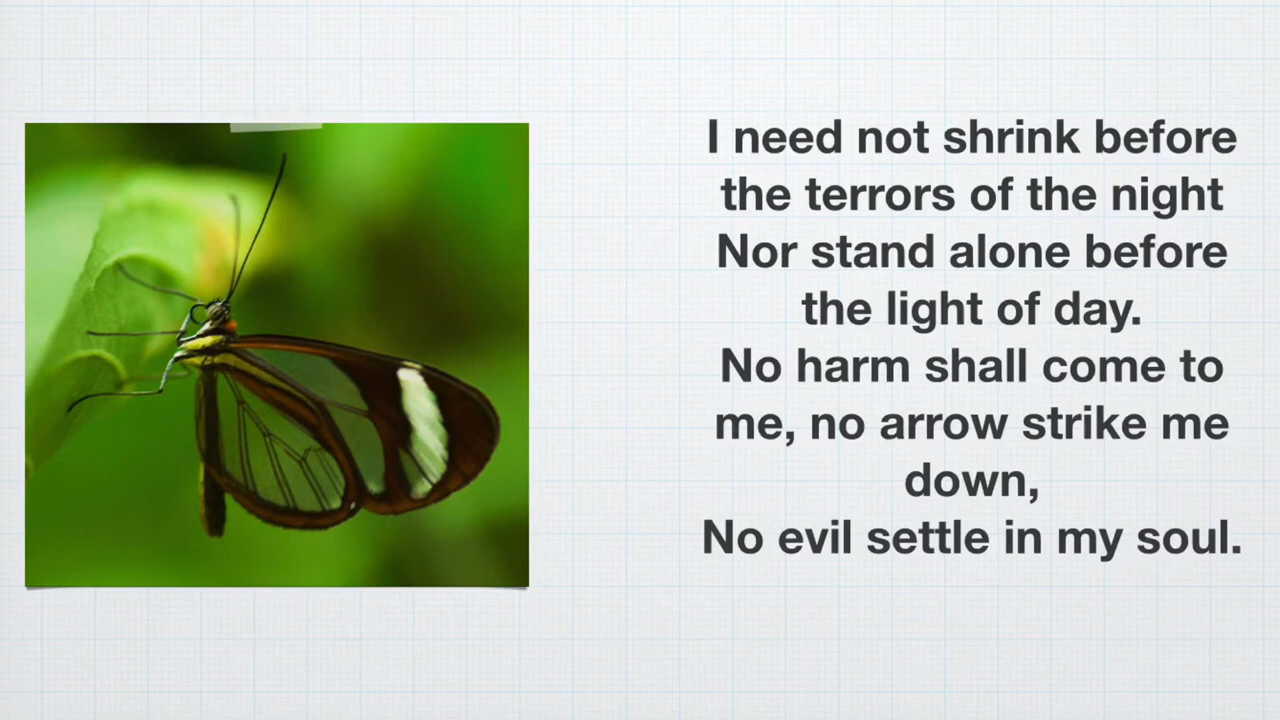 I need not shrink before
the terrors of the night
Nor stand alone before
the light of day.
No harm shall come to
me, no arrow strike me
down,
No evil settle in my soul.